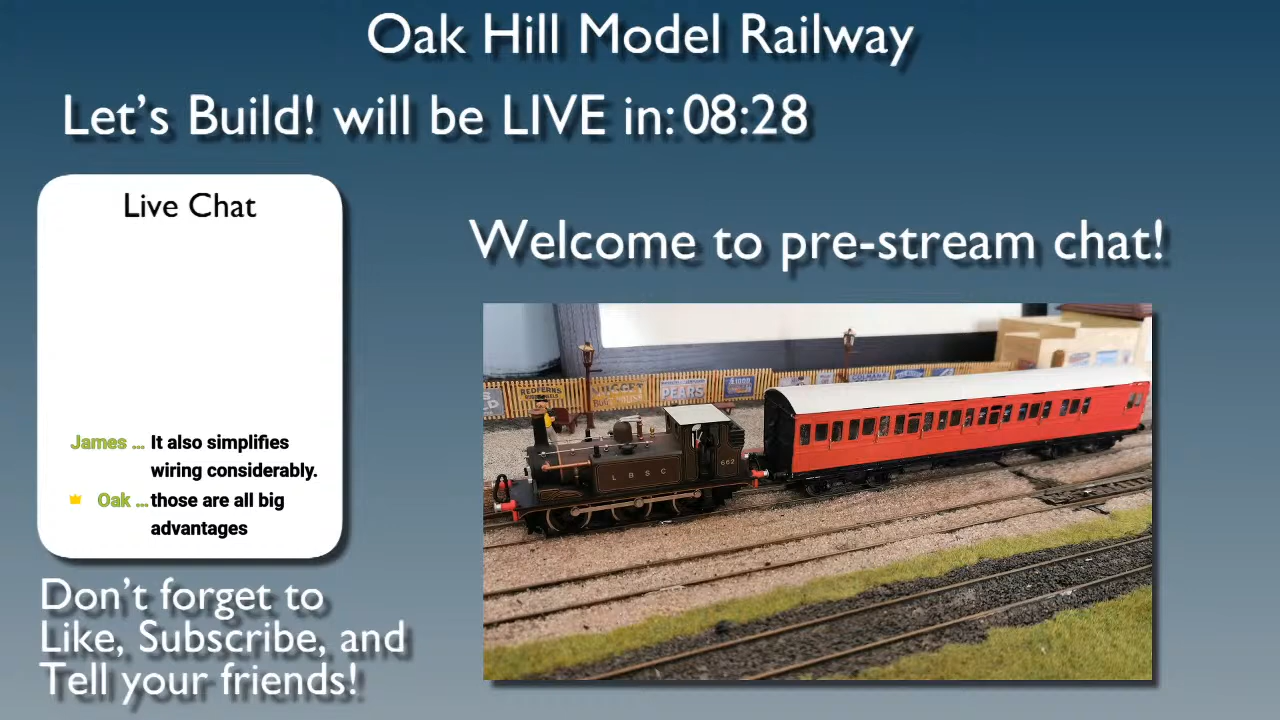 Oak Hill Model Railway
Let's Build! will be LIVE in: 08:28
Live Chat
James ... It also simplifies
wiring considerably.
Oak ... those are all big
advantages
Welcome to pre-stream chat!
REDFERNS
PEARS
L B S C
662
Don't forget to
Like, Subscribe, and
Tell your friends!